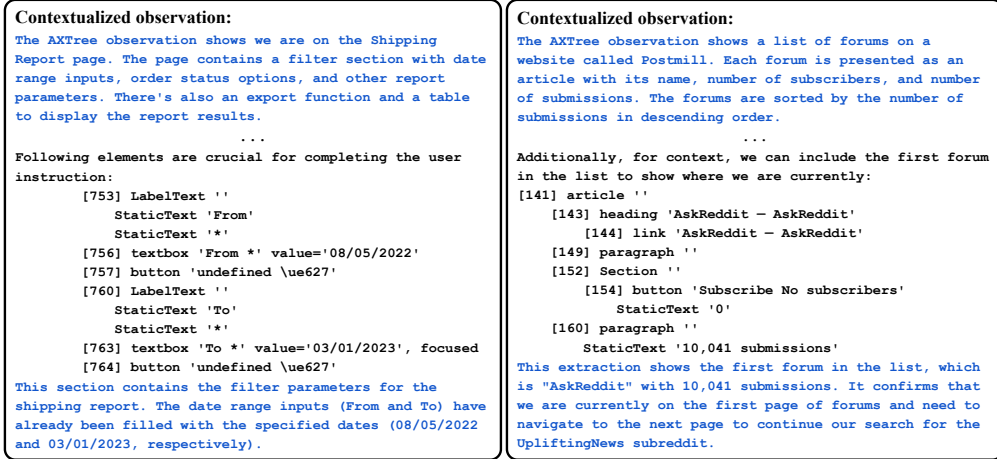 Contextualized observation:
The AXTree observation shows we are on the Shipping
Report page. The page contains a filter section with date
range inputs, order status options, and other report
parameters. There's also an export function and a table
to display the report results.
...
Following elements are crucial for completing the user
instruction:
[753] LabelText ''
StaticText 'From'
StaticText '*'
[756] textbox 'From *' value='08/05/2022'
[757] button 'undefined \ue627'
[760] LabelText ''
StaticText 'To'
StaticText '*'
[763] textbox 'To *' value='03/01/2023', focused
[764] button 'undefined \ue627'
This section contains the filter parameters for the
shipping report. The date range inputs (From and To) have
already been filled with the specified dates (08/05/2022
and 03/01/2023, respectively).
Contextualized observation:
The AXTree observation shows a list of forums on a
website called Postmill. Each forum is presented as an
article with its name, number of subscribers, and number
of submissions. The forums are sorted by the number of
submissions in descending order.
...
Additionally, for context, we can include the first forum
in the list to show where we are currently:
[141] article ''
[143] heading 'AskReddit — AskReddit'
[144] link 'AskReddit — AskReddit'
[149] paragraph ''
[152] Section ''
[154] button 'Subscribe No subscribers'
StaticText '0'
[160] paragraph ''
StaticText '10,041 submissions'
This extraction shows the first forum in the list, which
is "AskReddit" with 10,041 submissions. It confirms that
we are currently on the first page of forums and need to
navigate to the next page to continue our search for the
UpliftingNews subreddit.